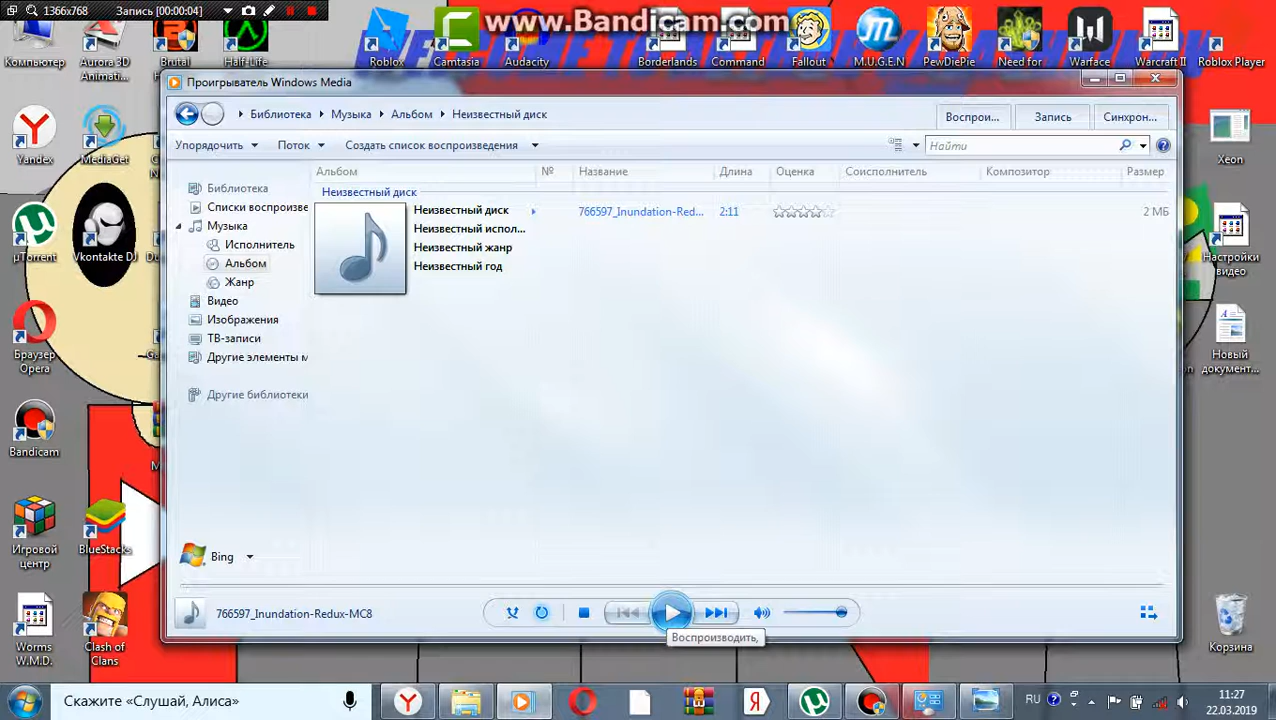 1366x768 Запись [00:00:04]
www.Bandicam.com
Компьютер
Aurora 3D Animati...
Brutal
Half-Life
Roblox
Camtasia
Audacity
Borderlands
Command
Fallout
M.U.G.E.N
PewDiePie
Need for
Warface
Warcraft II
Roblox Player
Проигрыватель Windows Media
Библиотека Музыка Альбом Неизвестный диск
Воспрои... Запись Синхрон...
Упорядочить Поток Создать список воспроизведения
Найти
Альбом № Название Длина Оценка Соисполнитель Композитор Размер
Неизвестный диск
Неизвестный диск
766597_Inundation-Red... 2:11 2 МБ
Неизвестный испол...
Неизвестный жанр
Неизвестный год
Библиотека
Списки воспроизве
Музыка
Исполнитель
Альбом
Жанр
Видео
Изображения
ТВ-записи
Другие элементы м
Другие библиотеки
Bing
766597_Inundation-Redux-MC8
Воспроизводить,
Yandex
MediaGet
µTorrent
Vkontakte DJ
Браузер Opera
Bandicam
Игровой центр
BlueStacks
Worms W.M.D.
Clash of Clans
Xeon
Настройки видео
Новый документ...
Корзина
Скажите «Слушай, Алиса»
RU
11:27
22.03.2019